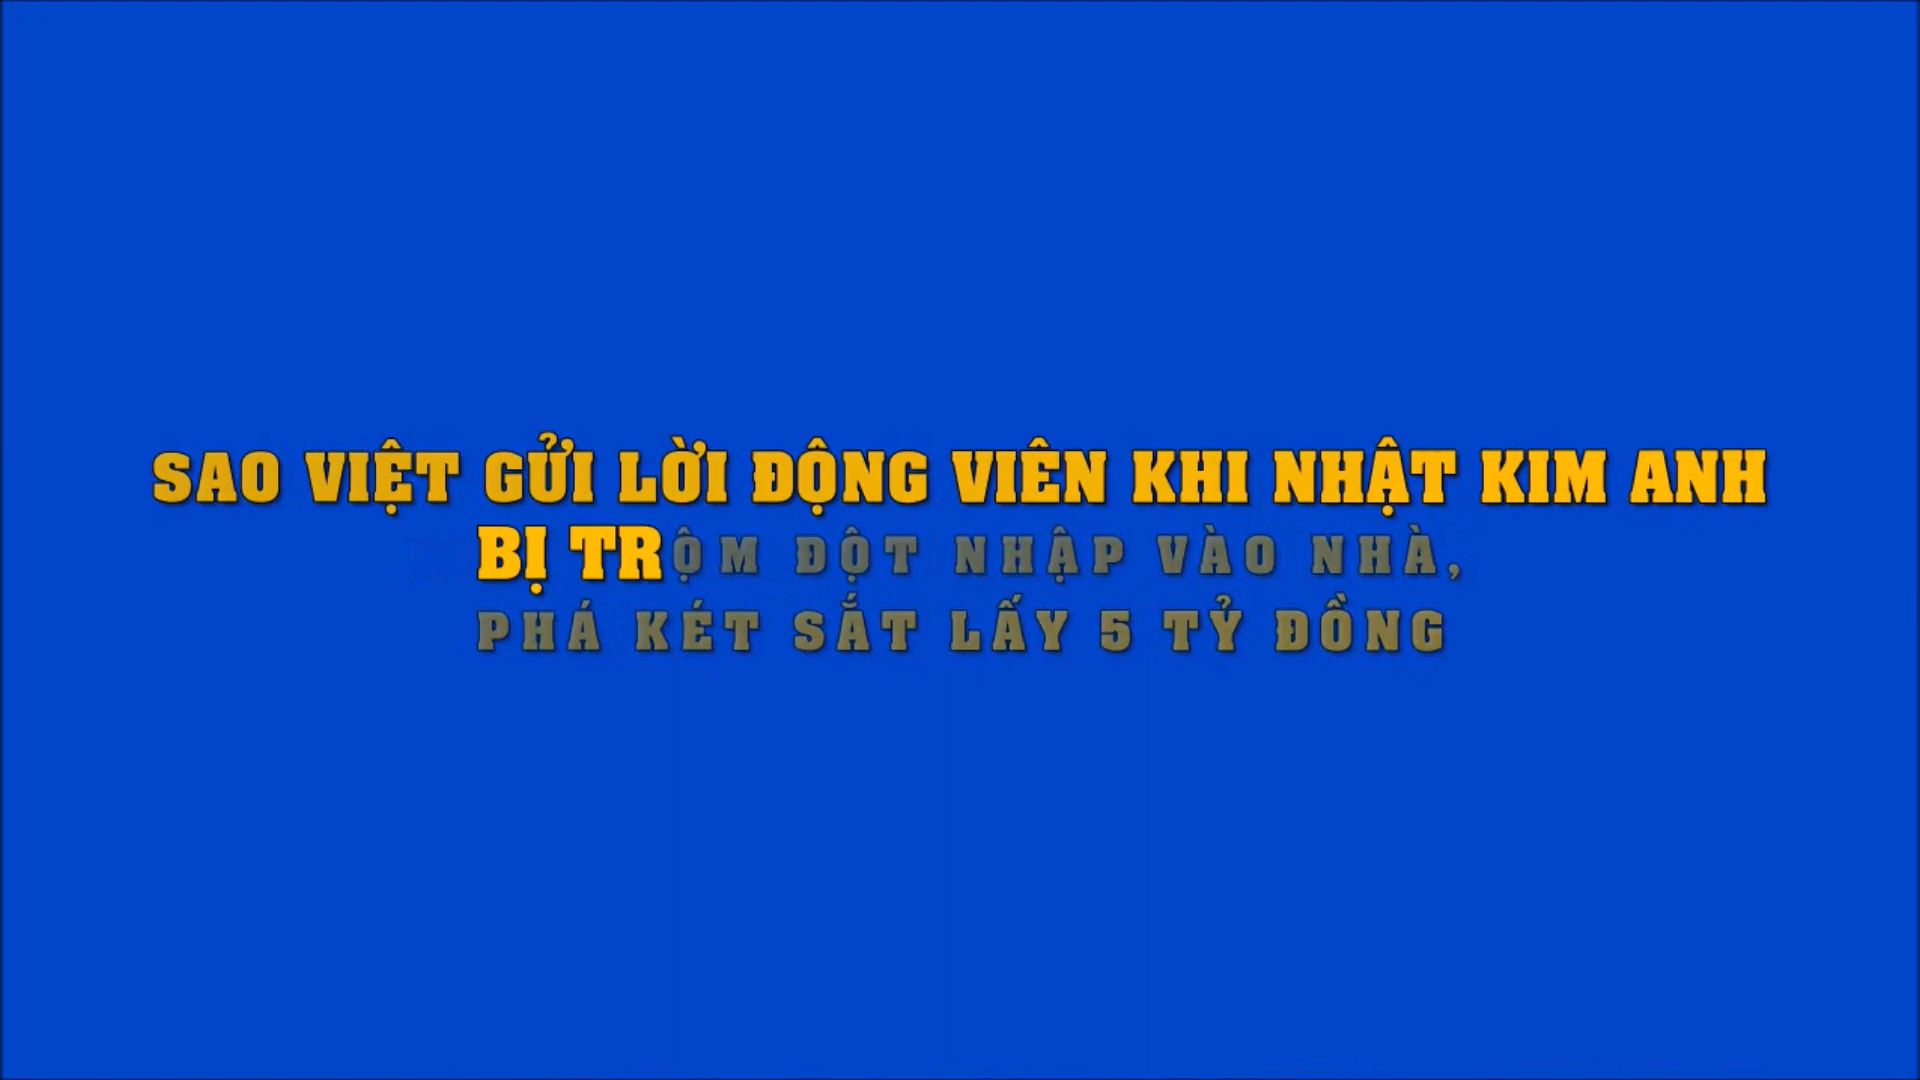 SAO VIỆT GỬI LỜI ĐỘNG VIÊN KHI NHẬT KIM ANH
BỊ TRỘM ĐỘT NHẬP VÀO NHÀ,
PHÁ KÉT SẮT LẤY 5 TỶ ĐỒNG